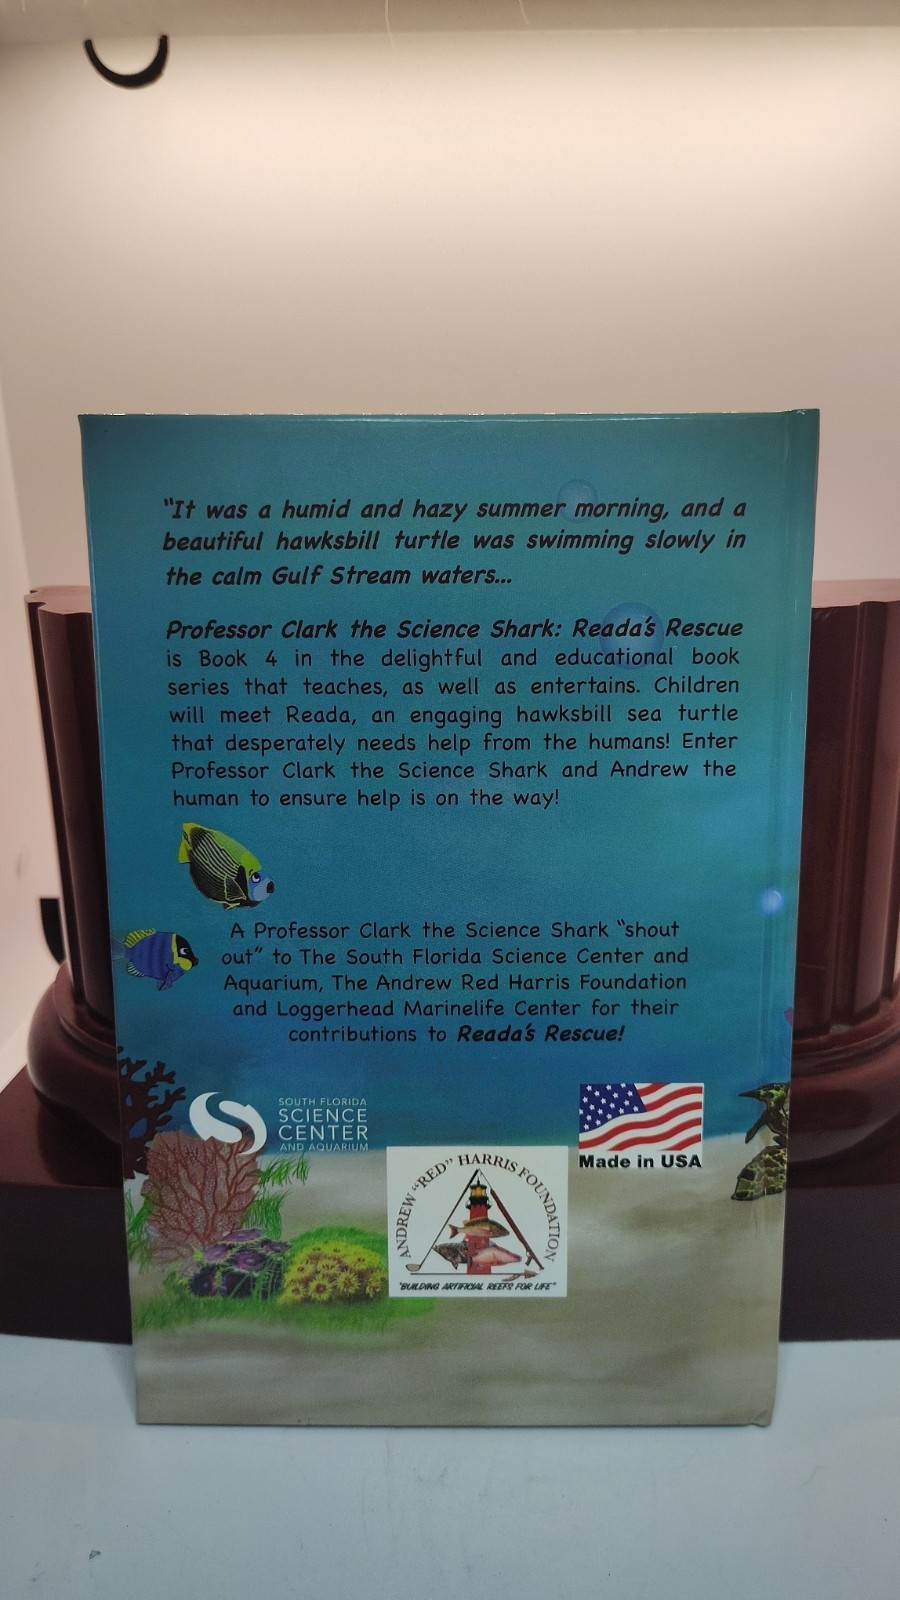 "It was a humid and hazy summer morning, and a
beautiful hawksbill turtle was swimming slowly in
the calm Gulf Stream waters...
Professor Clark the Science Shark: Reada's Rescue
is Book 4 in the delightful and educational book
series that teaches, as well as entertains. Children
will meet Reada, an engaging hawksbill sea turtle
that desperately needs help from the humans! Enter
Professor Clark the Science Shark and Andrew the
human to ensure help is on the way!
A Professor Clark the Science Shark "shout
out" to The South Florida Science Center and
Aquarium, The Andrew Red Harris Foundation
and Loggerhead Marinelife Center for their
contributions to Reada's Rescue!
SOUTH FLORIDA
SCIENCE
CENTER
AND AQUARIUM
Made in USA
ANDREW "RED" HARRIS FOUNDATION
"BUILDING ARTIFICIAL REEFS FOR LIFE"